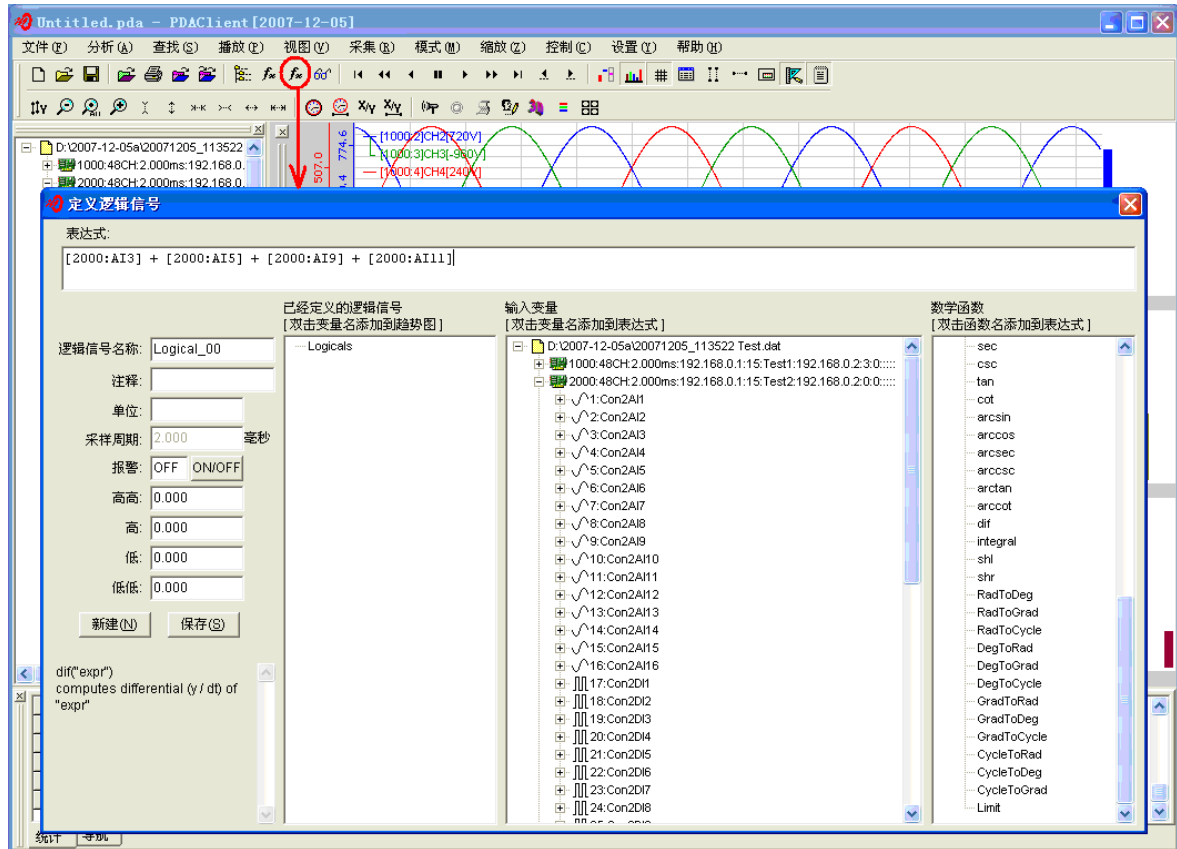 Untitled.pda - PDAClient[2007-12-05]
文件(F) 分析(A) 查找(S) 播放(P) 视图(V) 采集(R) 模式(M) 缩放(Z) 控制(C) 设置(Y) 帮助(H)
D:\2007-12-05a\20071205_113522
1000:48CH:2.000ms:192.168.0.
2000:48CH:2.000ms:192.168.0.
507.0
774.6
[1000:2]CH2[720V]
[1000:3]CH3[-960V]
[1000:4]CH4[240V]
定义逻辑信号
表达式:
[2000:AI3] + [2000:AI5] + [2000:AI9] + [2000:AI11]
逻辑信号名称: Logical_00
注释:
单位:
采样周期: 2.000 毫秒
报警: OFF ON/OFF
高高: 0.000
高: 0.000
低: 0.000
低低: 0.000
新建(N) 保存(S)
dif("expr")
computes differential (y / dt) of
"expr"
已经定义的逻辑信号
[双击变量名添加到趋势图]
Logicals
输入变量
[双击变量名添加到表达式]
D:\2007-12-05a\20071205_113522 Test.dat
1000:48CH:2.000ms:192.168.0.1:15:Test1:192.168.0.2:3:0:::::
2000:48CH:2.000ms:192.168.0.1:15:Test2:192.168.0.2:0:0:::::
1:Con2AI1
2:Con2AI2
3:Con2AI3
4:Con2AI4
5:Con2AI5
6:Con2AI6
7:Con2AI7
8:Con2AI8
9:Con2AI9
10:Con2AI10
11:Con2AI11
12:Con2AI12
13:Con2AI13
14:Con2AI14
15:Con2AI15
16:Con2AI16
17:Con2DI1
18:Con2DI2
19:Con2DI3
20:Con2DI4
21:Con2DI5
22:Con2DI6
23:Con2DI7
24:Con2DI8
数学函数
[双击函数名添加到表达式]
sec
csc
tan
cot
arcsin
arccos
arcsec
arccsc
arctan
arccot
dif
integral
shl
shr
RadToDeg
RadToGrad
RadToCycle
DegToRad
DegToGrad
DegToCycle
GradToRad
GradToDeg
GradToCycle
CycleToRad
CycleToDeg
CycleToGrad
Limit
统计 导航